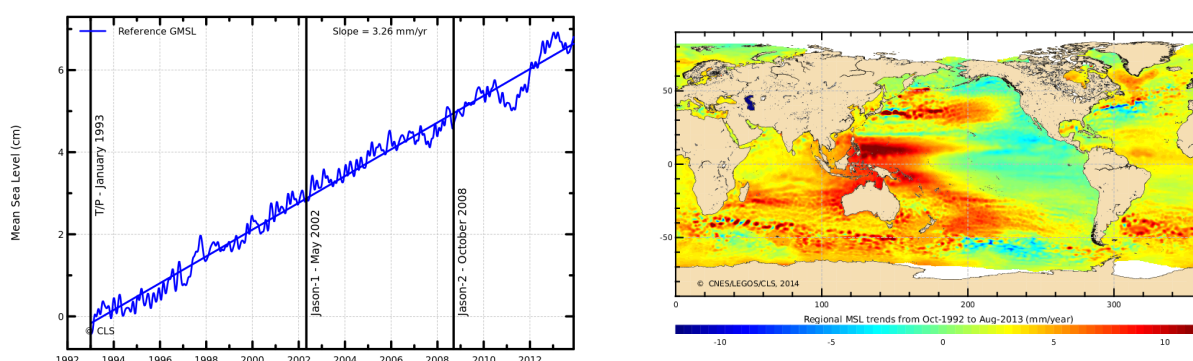 Reference GMSL
Slope = 3.26 mm/yr
6
4
2
0
Mean Sea Level (cm)
T/P - January 1993
Jason-1 - May 2002
Jason-2 - October 2008
© CLS
1992 1994 1996 1998 2000 2002 2004 2006 2008 2010 2012
50
0
-50
© CNES/LEGOS/CLS, 2014
0 100 200 300
Regional MSL trends from Oct-1992 to Aug-2013 (mm/year)
-10 -5 0 5 10